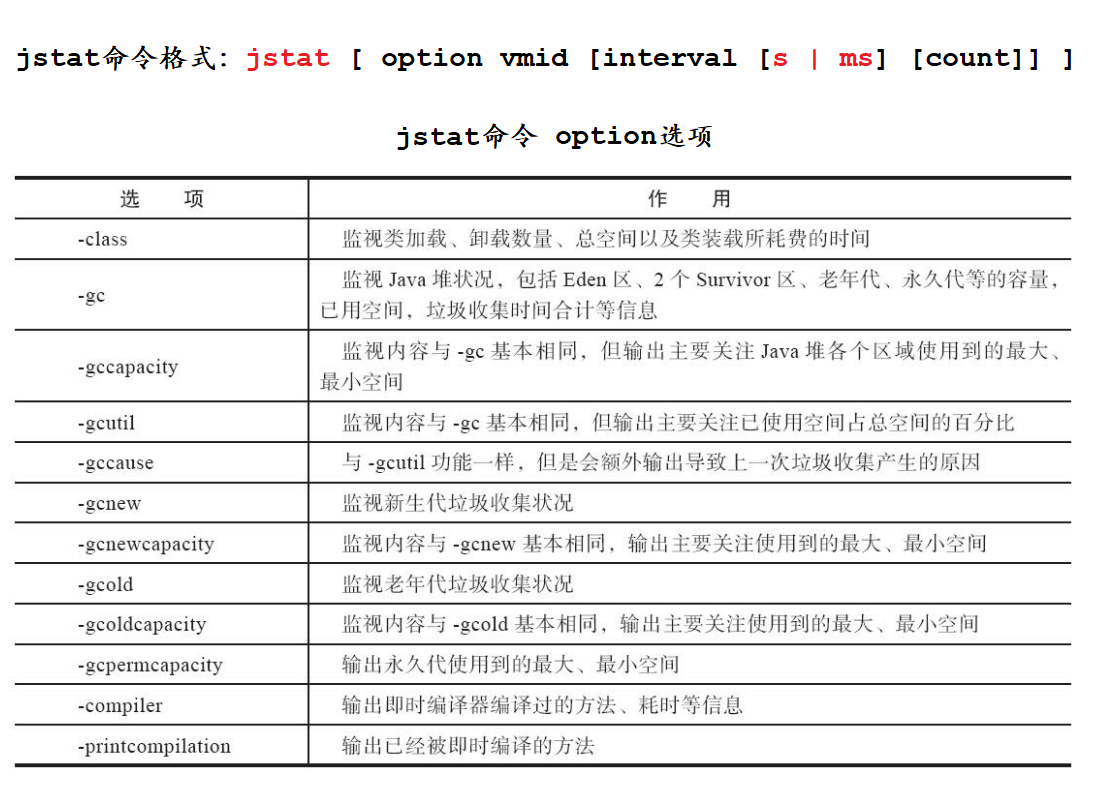 jstat命令格式: jstat [ option vmid [interval [s | ms] [count]] ]
jstat命令 option选项
选 项 作 用
-class 监视类加载、卸载数量、总空间以及类装载所耗费的时间
-gc 监视 Java 堆状况，包括 Eden 区、2 个 Survivor 区、老年代、永久代等的容量，
已用空间，垃圾收集时间合计等信息
-gccapacity 监视内容与 -gc 基本相同，但输出主要关注 Java 堆各个区域使用到的最大、
最小空间
-gcutil 监视内容与 -gc 基本相同，但输出主要关注已使用空间占总空间的百分比
-gccause 与 -gcutil 功能一样，但是会额外输出导致上一次垃圾收集产生的原因
-gcnew 监视新生代垃圾收集状况
-gcnewcapacity 监视内容与 -gcnew 基本相同，输出主要关注使用到的最大、最小空间
-gcold 监视老年代垃圾收集状况
-gcoldcapacity 监视内容与 -gcold 基本相同，输出主要关注使用到的最大、最小空间
-gcpermcapacity 输出永久代使用到的最大、最小空间
-compiler 输出即时编译器编译过的方法、耗时等信息
-printcompilation 输出已经被即时编译的方法